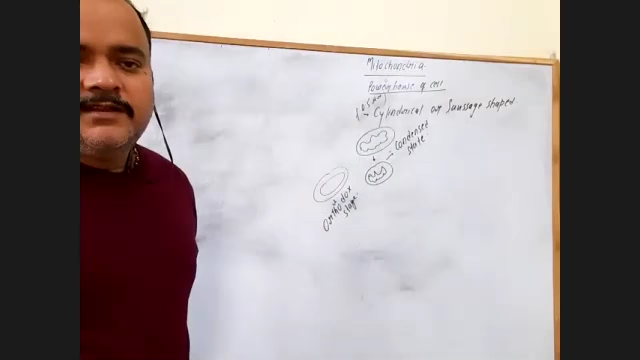 Mitochondria
Powerhouse of cell
Cylindrical or Sausage shaped
Condensed
state
Orthodox
stage